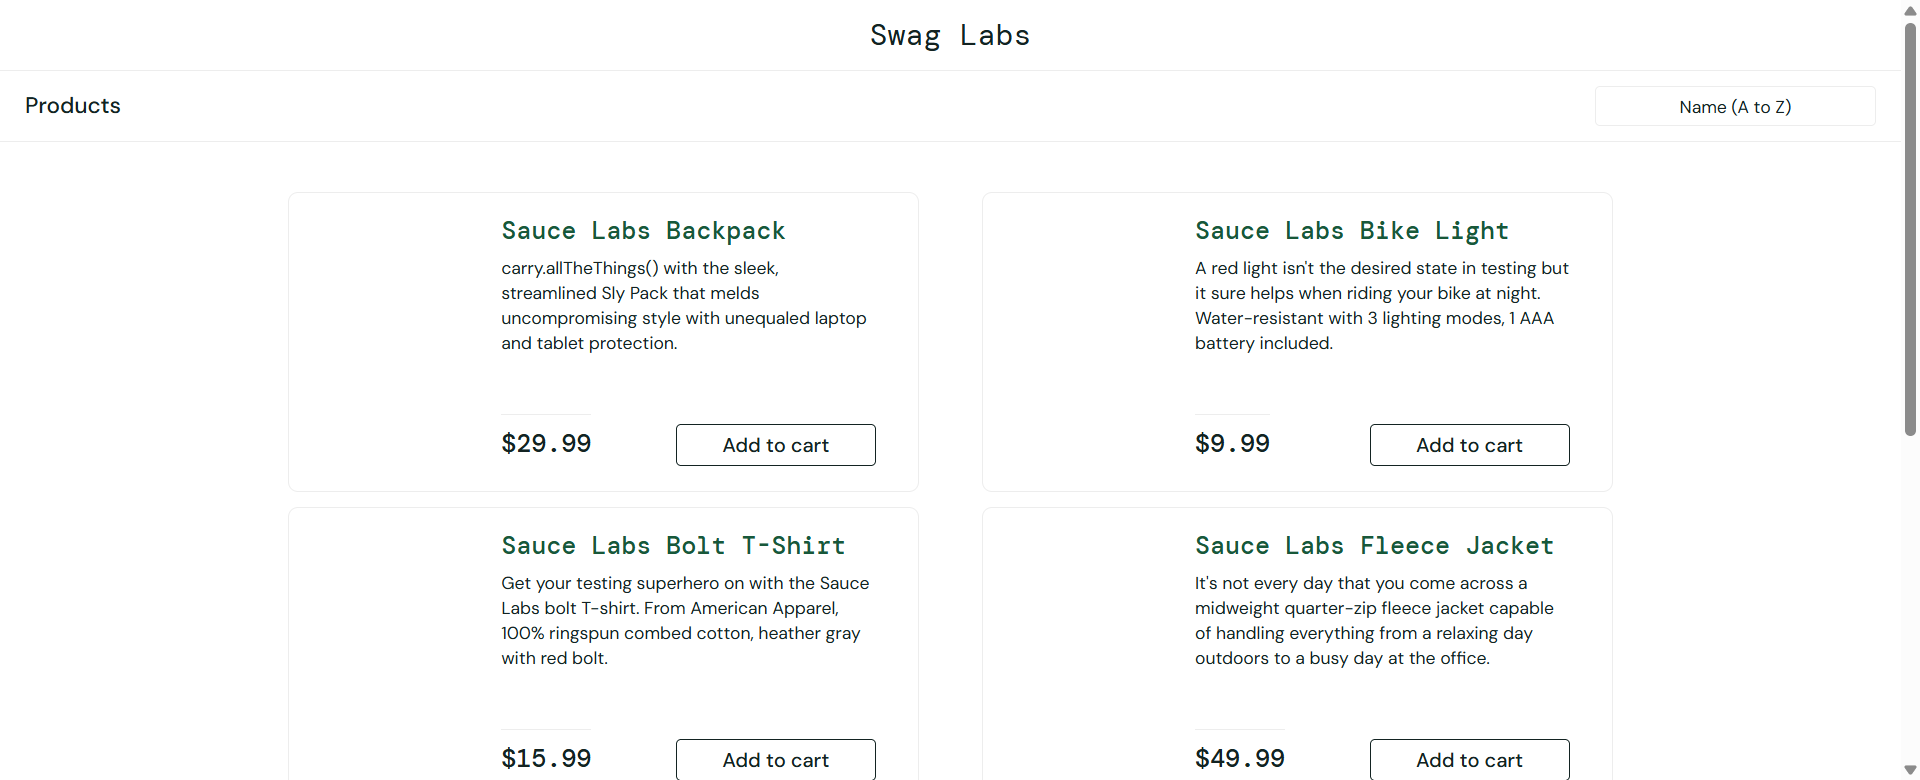 Swag Labs
Products
Name (A to Z)
Sauce Labs Backpack
carry.allTheThings() with the sleek,
streamlined Sly Pack that melds
uncompromising style with unequaled laptop
and tablet protection.
$29.99
Add to cart
Sauce Labs Bike Light
A red light isn't the desired state in testing but
it sure helps when riding your bike at night.
Water-resistant with 3 lighting modes, 1 AAA
battery included.
$9.99
Add to cart
Sauce Labs Bolt T-Shirt
Get your testing superhero on with the Sauce
Labs bolt T-shirt. From American Apparel,
100% ringspun combed cotton, heather gray
with red bolt.
$15.99
Add to cart
Sauce Labs Fleece Jacket
It's not every day that you come across a
midweight quarter-zip fleece jacket capable
of handling everything from a relaxing day
outdoors to a busy day at the office.
$49.99
Add to cart